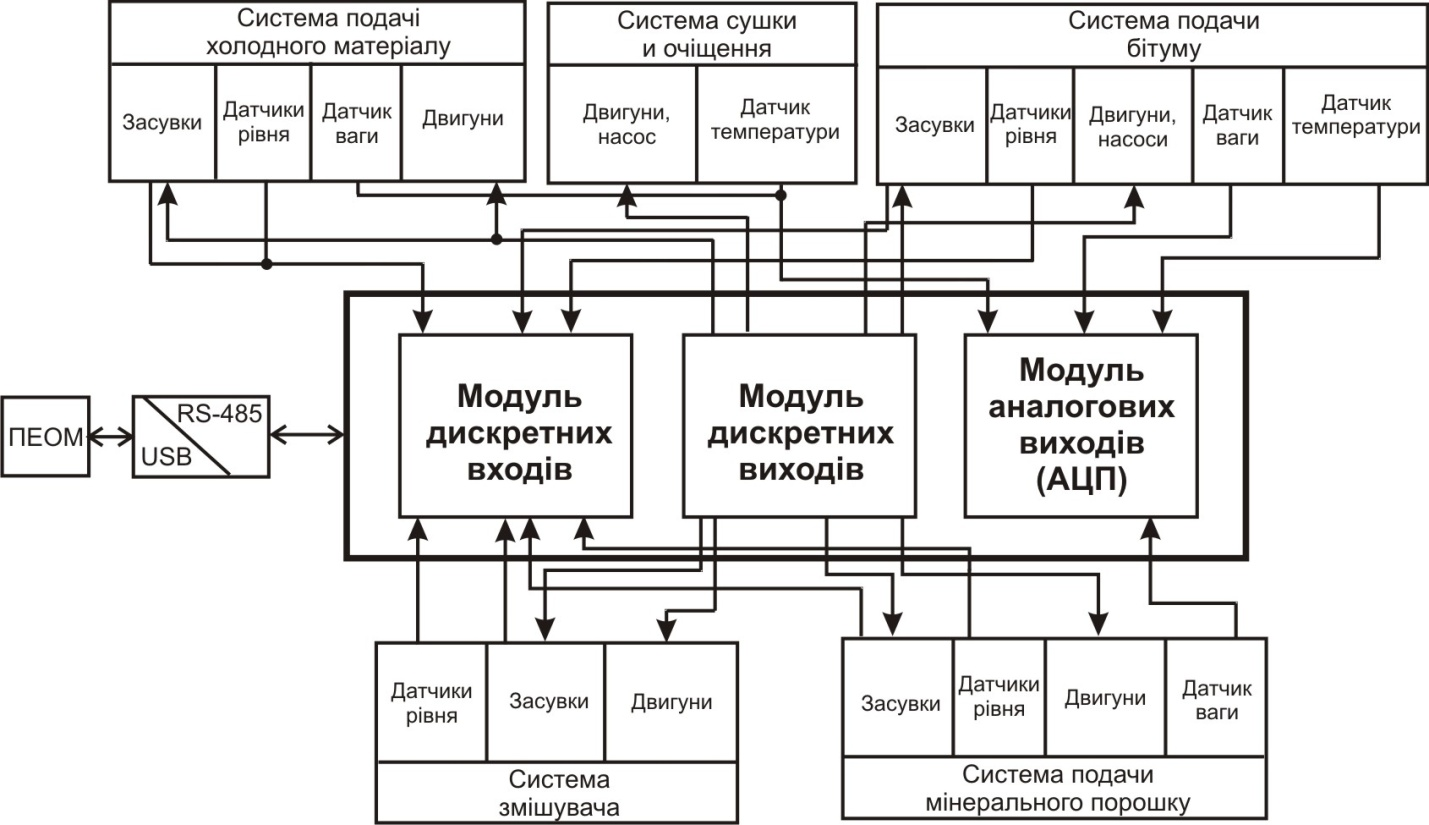 Система подачі
холодного матеріалу
Засувки
Датчики
рівня
Датчик
ваги
Двигуни
Система сушки
и очіщення
Двигуни,
насос
Датчик
температури
Система подачи
бітуму
Засувки
Датчики
рівня
Двигуни,
насоси
Датчик
ваги
Датчик
температури
ПЕОМ
RS-485
USB
Модуль
дискретних
входів
Модуль
дискретних
виходів
Модуль
аналогових
виходів
(АЦП)
Датчики
рівня
Засувки
Двигуни
Система
змішувача
Засувки
Датчики
рівня
Двигуни
Датчик
ваги
Система подачи
мінерального порошку